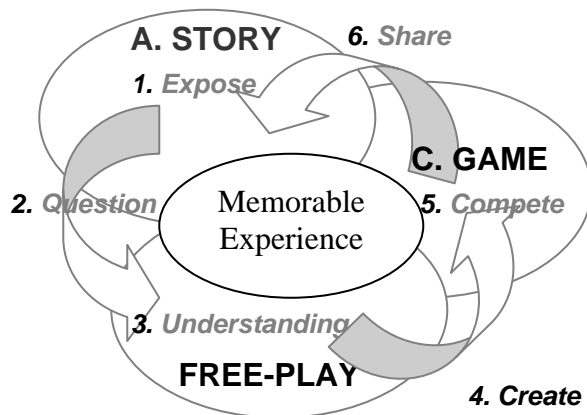 A. STORY
6. Share
1. Expose
C. GAME
2. Question
5. Compete
Memorable
Experience
3. Understanding
FREE-PLAY
4. Create